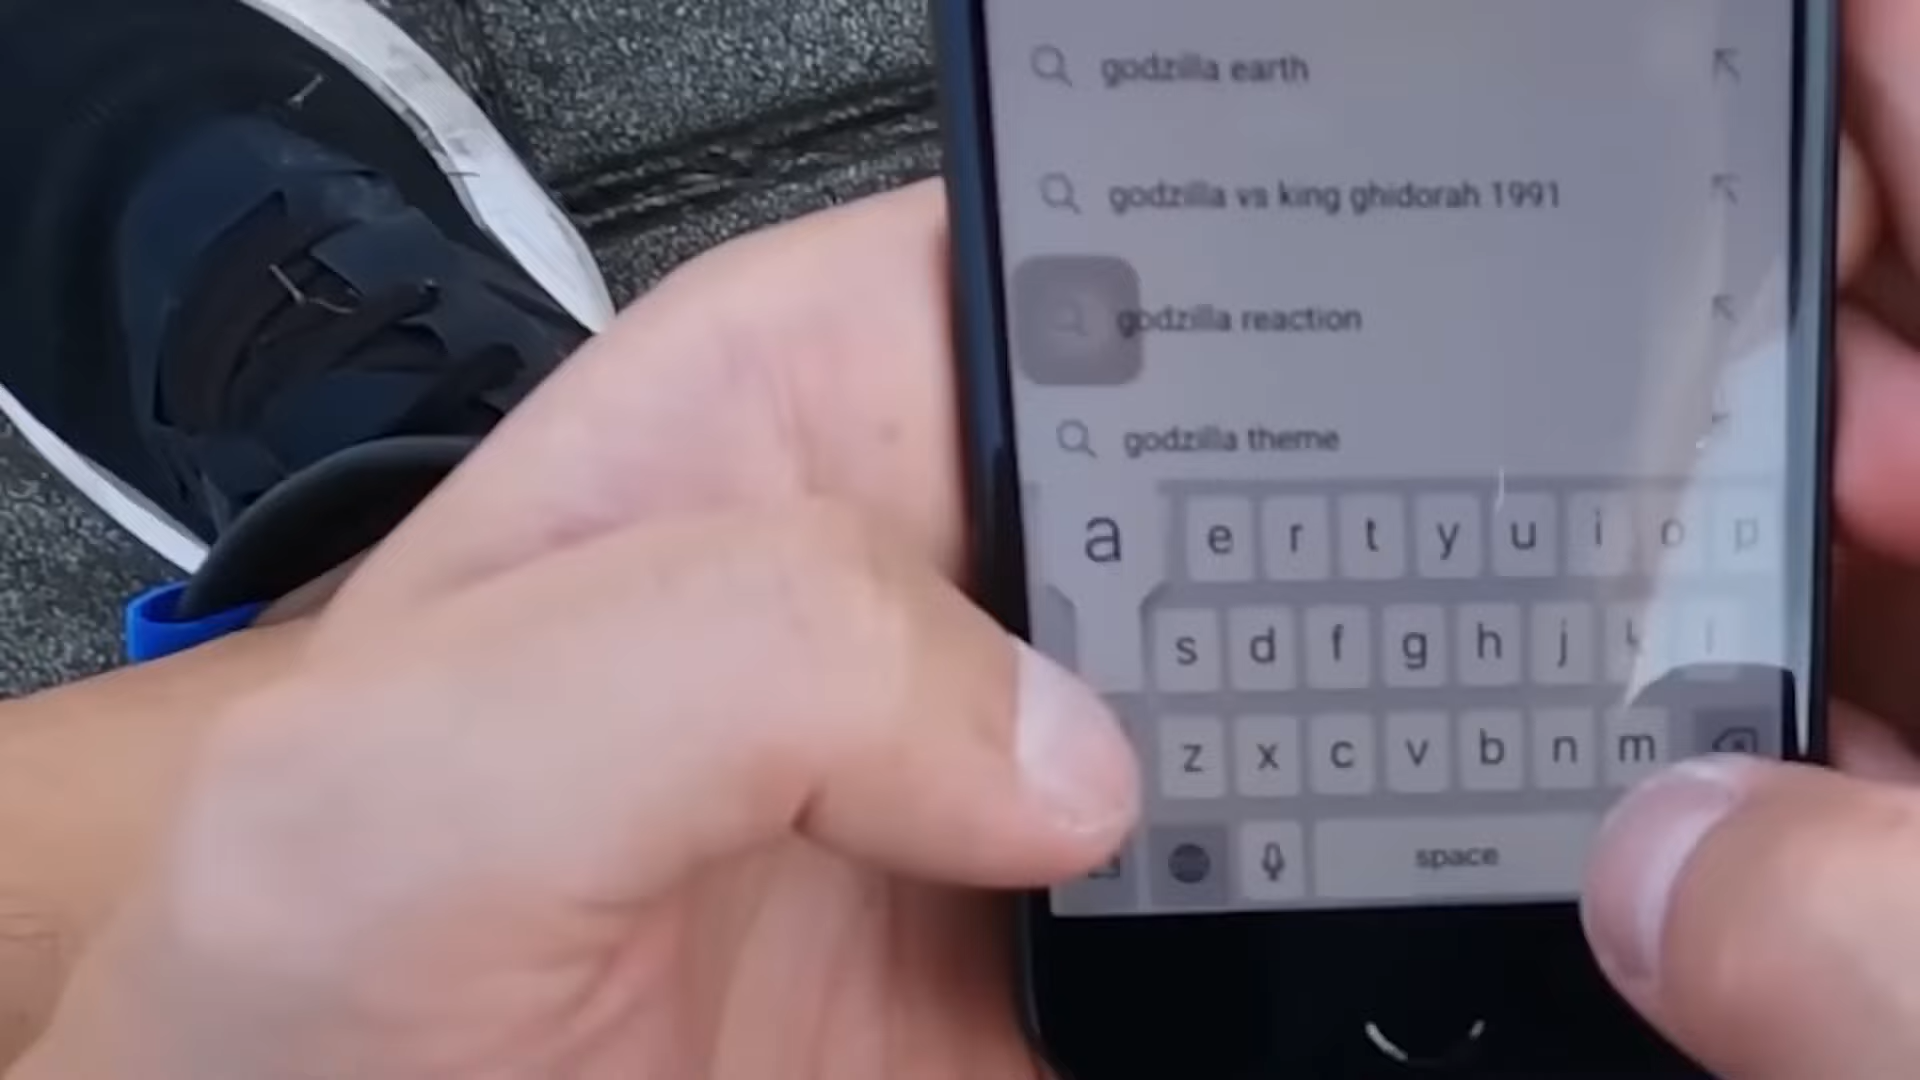 godzilla earth
godzilla vs king ghidorah 1991
godzilla reaction
godzilla theme
a e r t y u i o p
s d f g h j
z x c v b n m
space